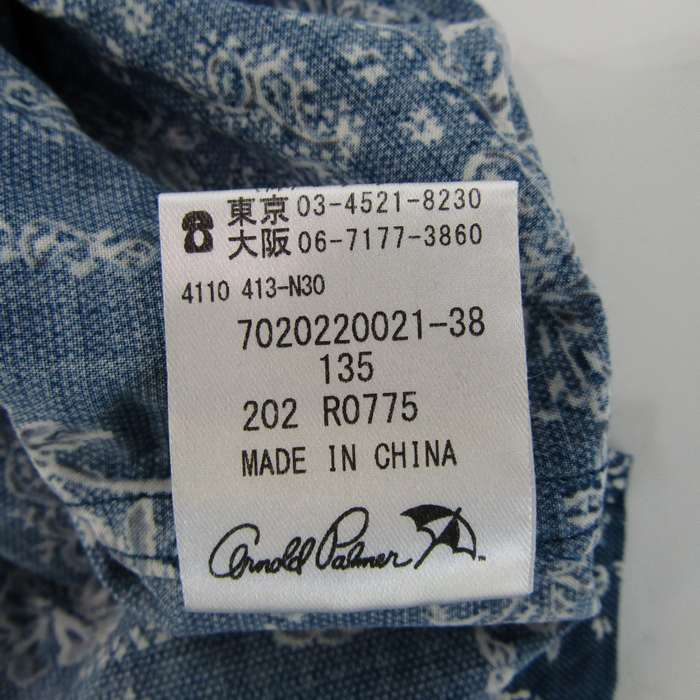 東京 03-4521-8230
大阪 06-7177-3860
4110 413-N30
7020220021-38
135
202 R0775
MADE IN CHINA
Arnold Palmer ™